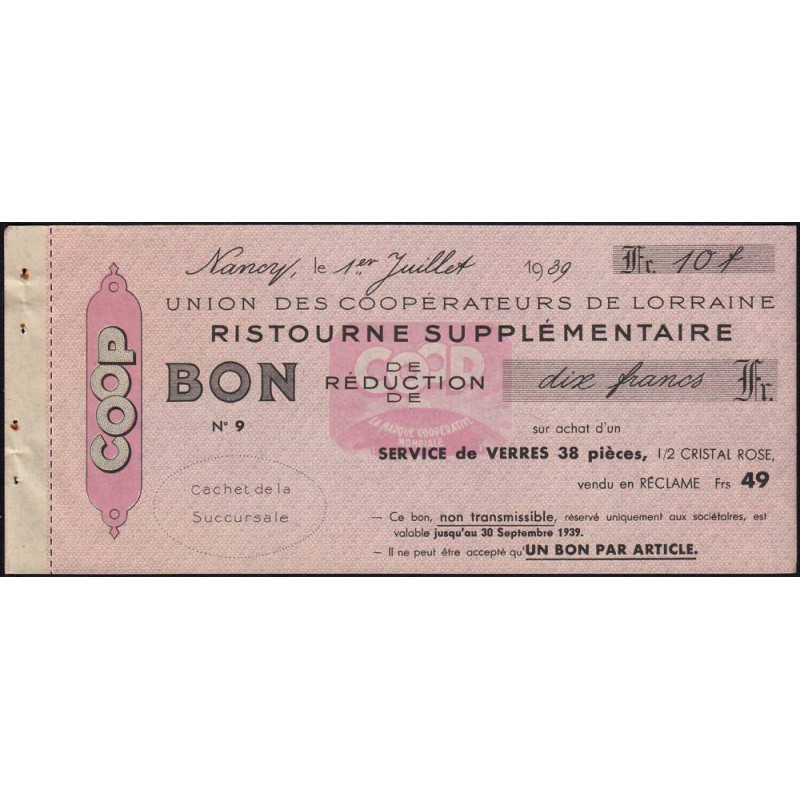 Nancy, le 1er Juillet 1939 Fr. 10 f
UNION DES COOPÉRATEURS DE LORRAINE
RISTOURNE SUPPLÉMENTAIRE
COOP
BON DE RÉDUCTION DE dix francs Fr.
N° 9
COOP
LA MARQUE COOPÉRATIVE
MONDIALE
sur achat d'un
SERVICE de VERRES 38 pièces, 1/2 CRISTAL ROSE,
vendu en RÉCLAME Frs 49
Cachet de la
Succursale
— Ce bon, non transmissible, réservé uniquement aux sociétaires, est
valable jusqu'au 30 Septembre 1939.
— Il ne peut être accepté qu'UN BON PAR ARTICLE.